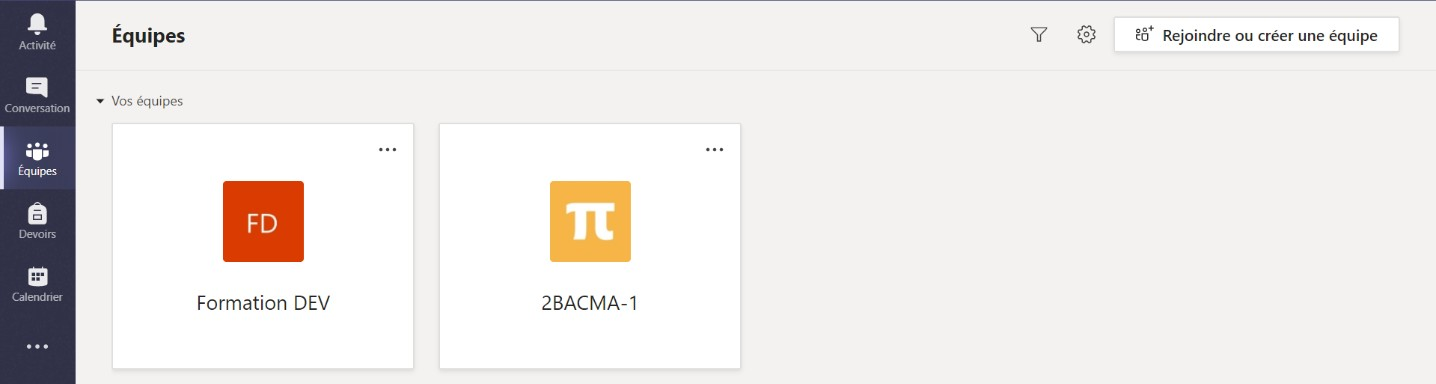 Activité
Conversation
Équipes
Devoirs
Calendrier
Équipes
Rejoindre ou créer une équipe
Vos équipes
FD
Formation DEV
π
2BACMA-1